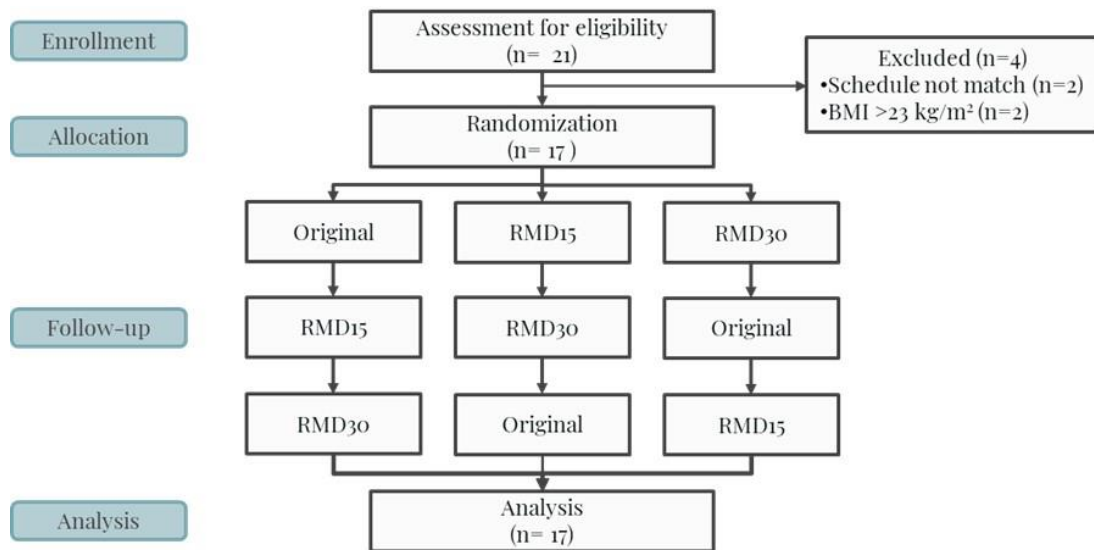 Enrollment
Assessment for eligibility
(n=  21)
Excluded (n=4)
•Schedule not match (n=2)
•BMI >23 kg/m² (n=2)
Allocation
Randomization
(n= 17 )
Original
RMD15
RMD30
Follow-up
RMD15
RMD30
Original
RMD30
Original
RMD15
Analysis
Analysis
(n= 17)